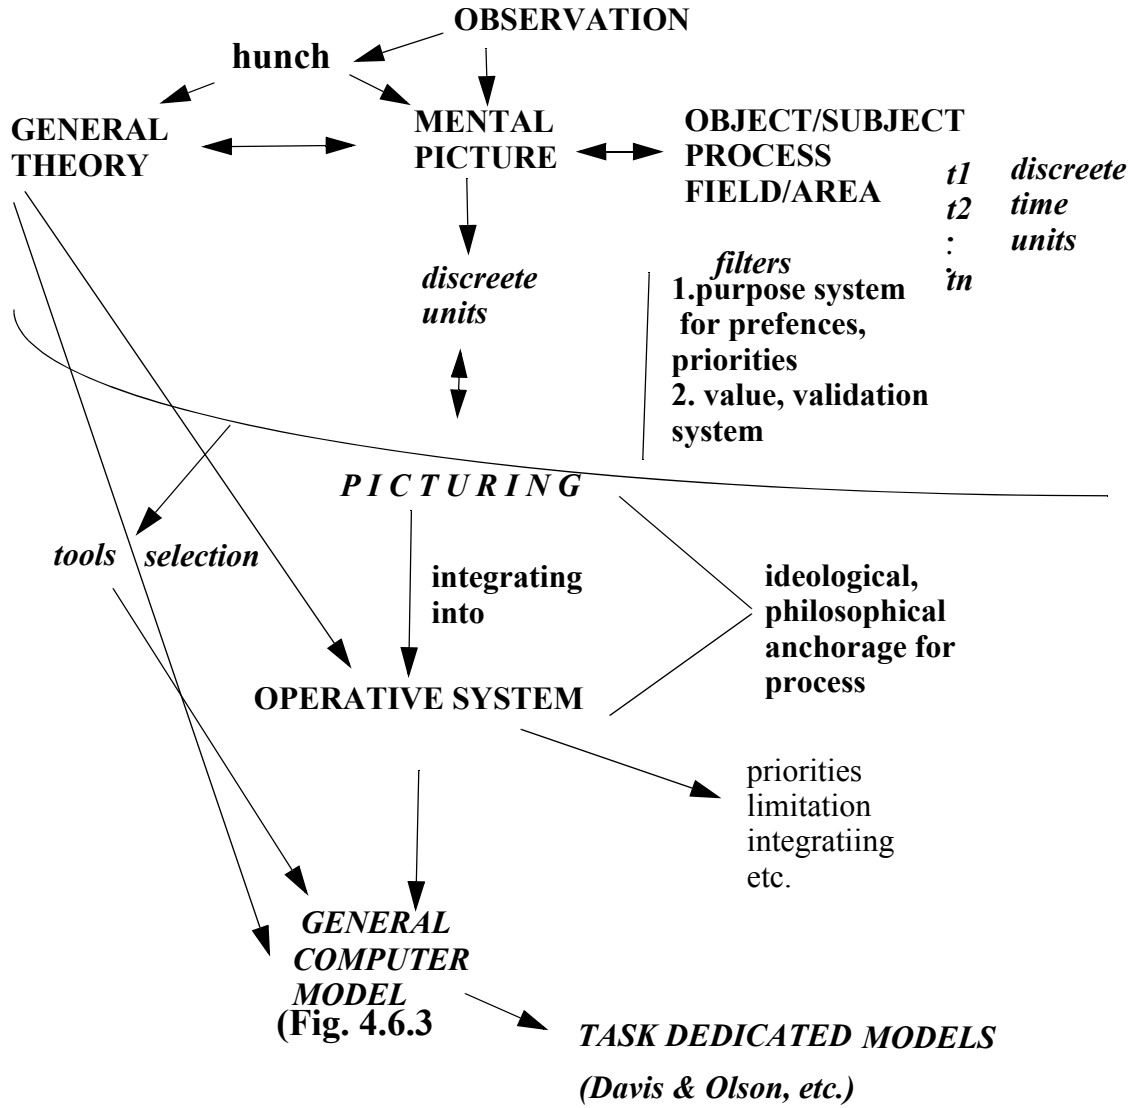 OBSERVATION
hunch
GENERAL
THEORY
MENTAL
PICTURE
OBJECT/SUBJECT
PROCESS
FIELD/AREA
t1
t2
:
.
tn
discreete
time
units
discreete
units
filters
1.purpose system
for prefences,
priorities
2. value, validation
system
P I C T U R I N G
tools selection
integrating
into
ideological,
philosophical
anchorage for
process
OPERATIVE SYSTEM
priorities
limitation
integratiing
etc.
GENERAL
COMPUTER
MODEL
(Fig. 4.6.3
TASK DEDICATED MODELS
(Davis & Olson, etc.)